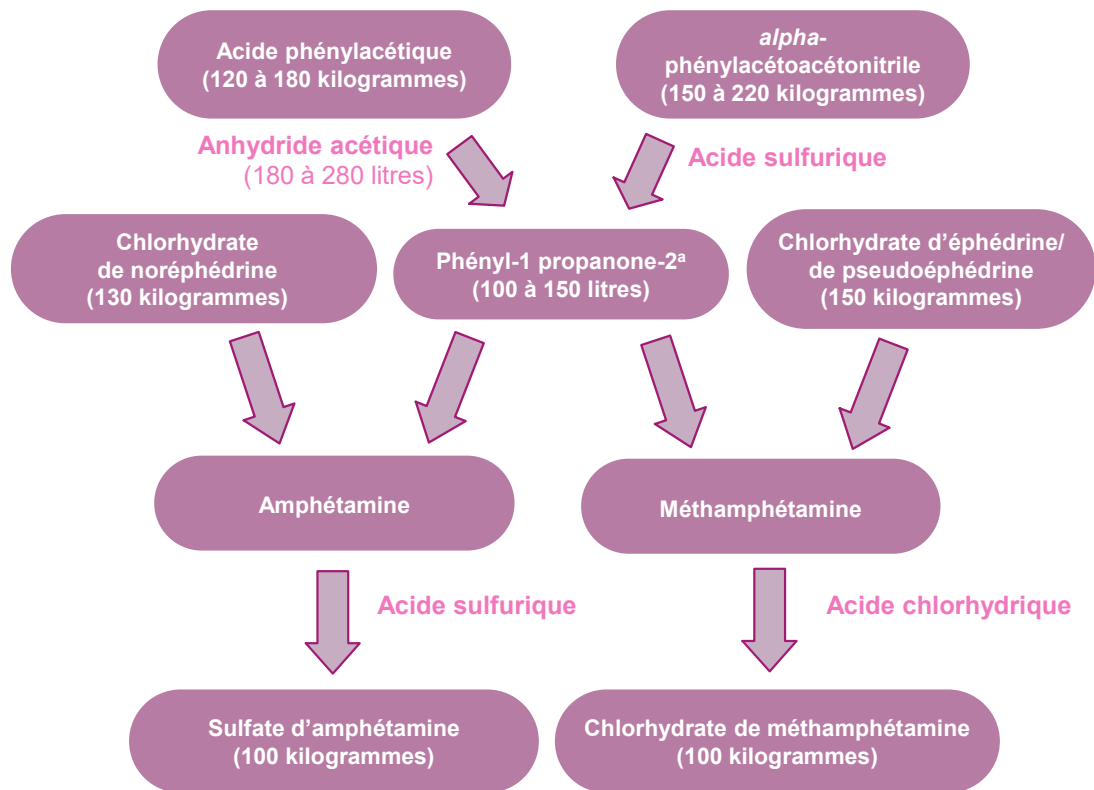 Acide phénylacétique
(120 à 180 kilogrammes)
alpha-
phénylacétoacétonitrile
(150 à 220 kilogrammes)
Anhydride acétique
(180 à 280 litres)
Acide sulfurique
Chlorhydrate
de noréphédrine
(130 kilogrammes)
Phényl-1 propanone-2ᵃ
(100 à 150 litres)
Chlorhydrate d’éphédrine/
de pseudoéphédrine
(150 kilogrammes)
Amphétamine
Méthamphétamine
Acide sulfurique
Acide chlorhydrique
Sulfate d’amphétamine
(100 kilogrammes)
Chlorhydrate de méthamphétamine
(100 kilogrammes)